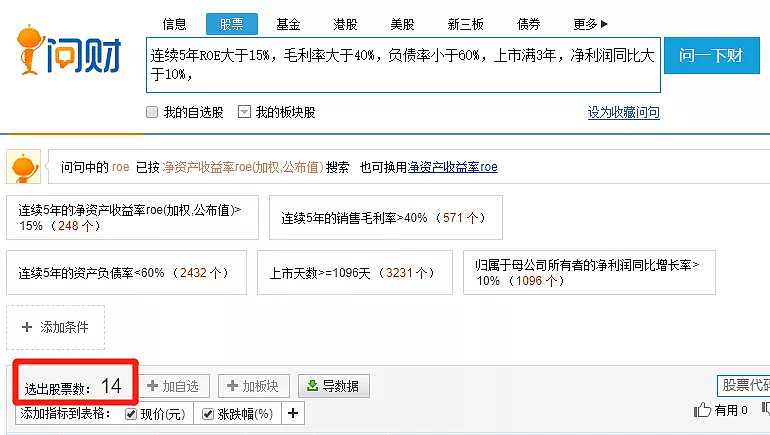 信息 股票 基金 港股 美股 新三板 债券 更多
问财
连续5年ROE大于15%，毛利率大于40%，负债率小于60%，上市满3年，净利润同比大
于10%，
问一下财
我的自选股 我的板块股 设为收藏问句
问句中的 roe 已按 净资产收益率roe(加权,公布值) 搜索 也可换用净资产收益率roe
连续5年的净资产收益率roe(加权,公布值)>
15%（248 个）
连续5年的销售毛利率>40%（571 个）
连续5年的资产负债率<60%（2432 个）
上市天数>=1096天（3231 个）
归属于母公司所有者的净利润同比增长率>
10%（1096 个）
+ 添加条件
选出股票数：14 +加自选 +加板块 导数据 股票代码
添加指标到表格： 现价(元) 涨跌幅(%) + 有用 0